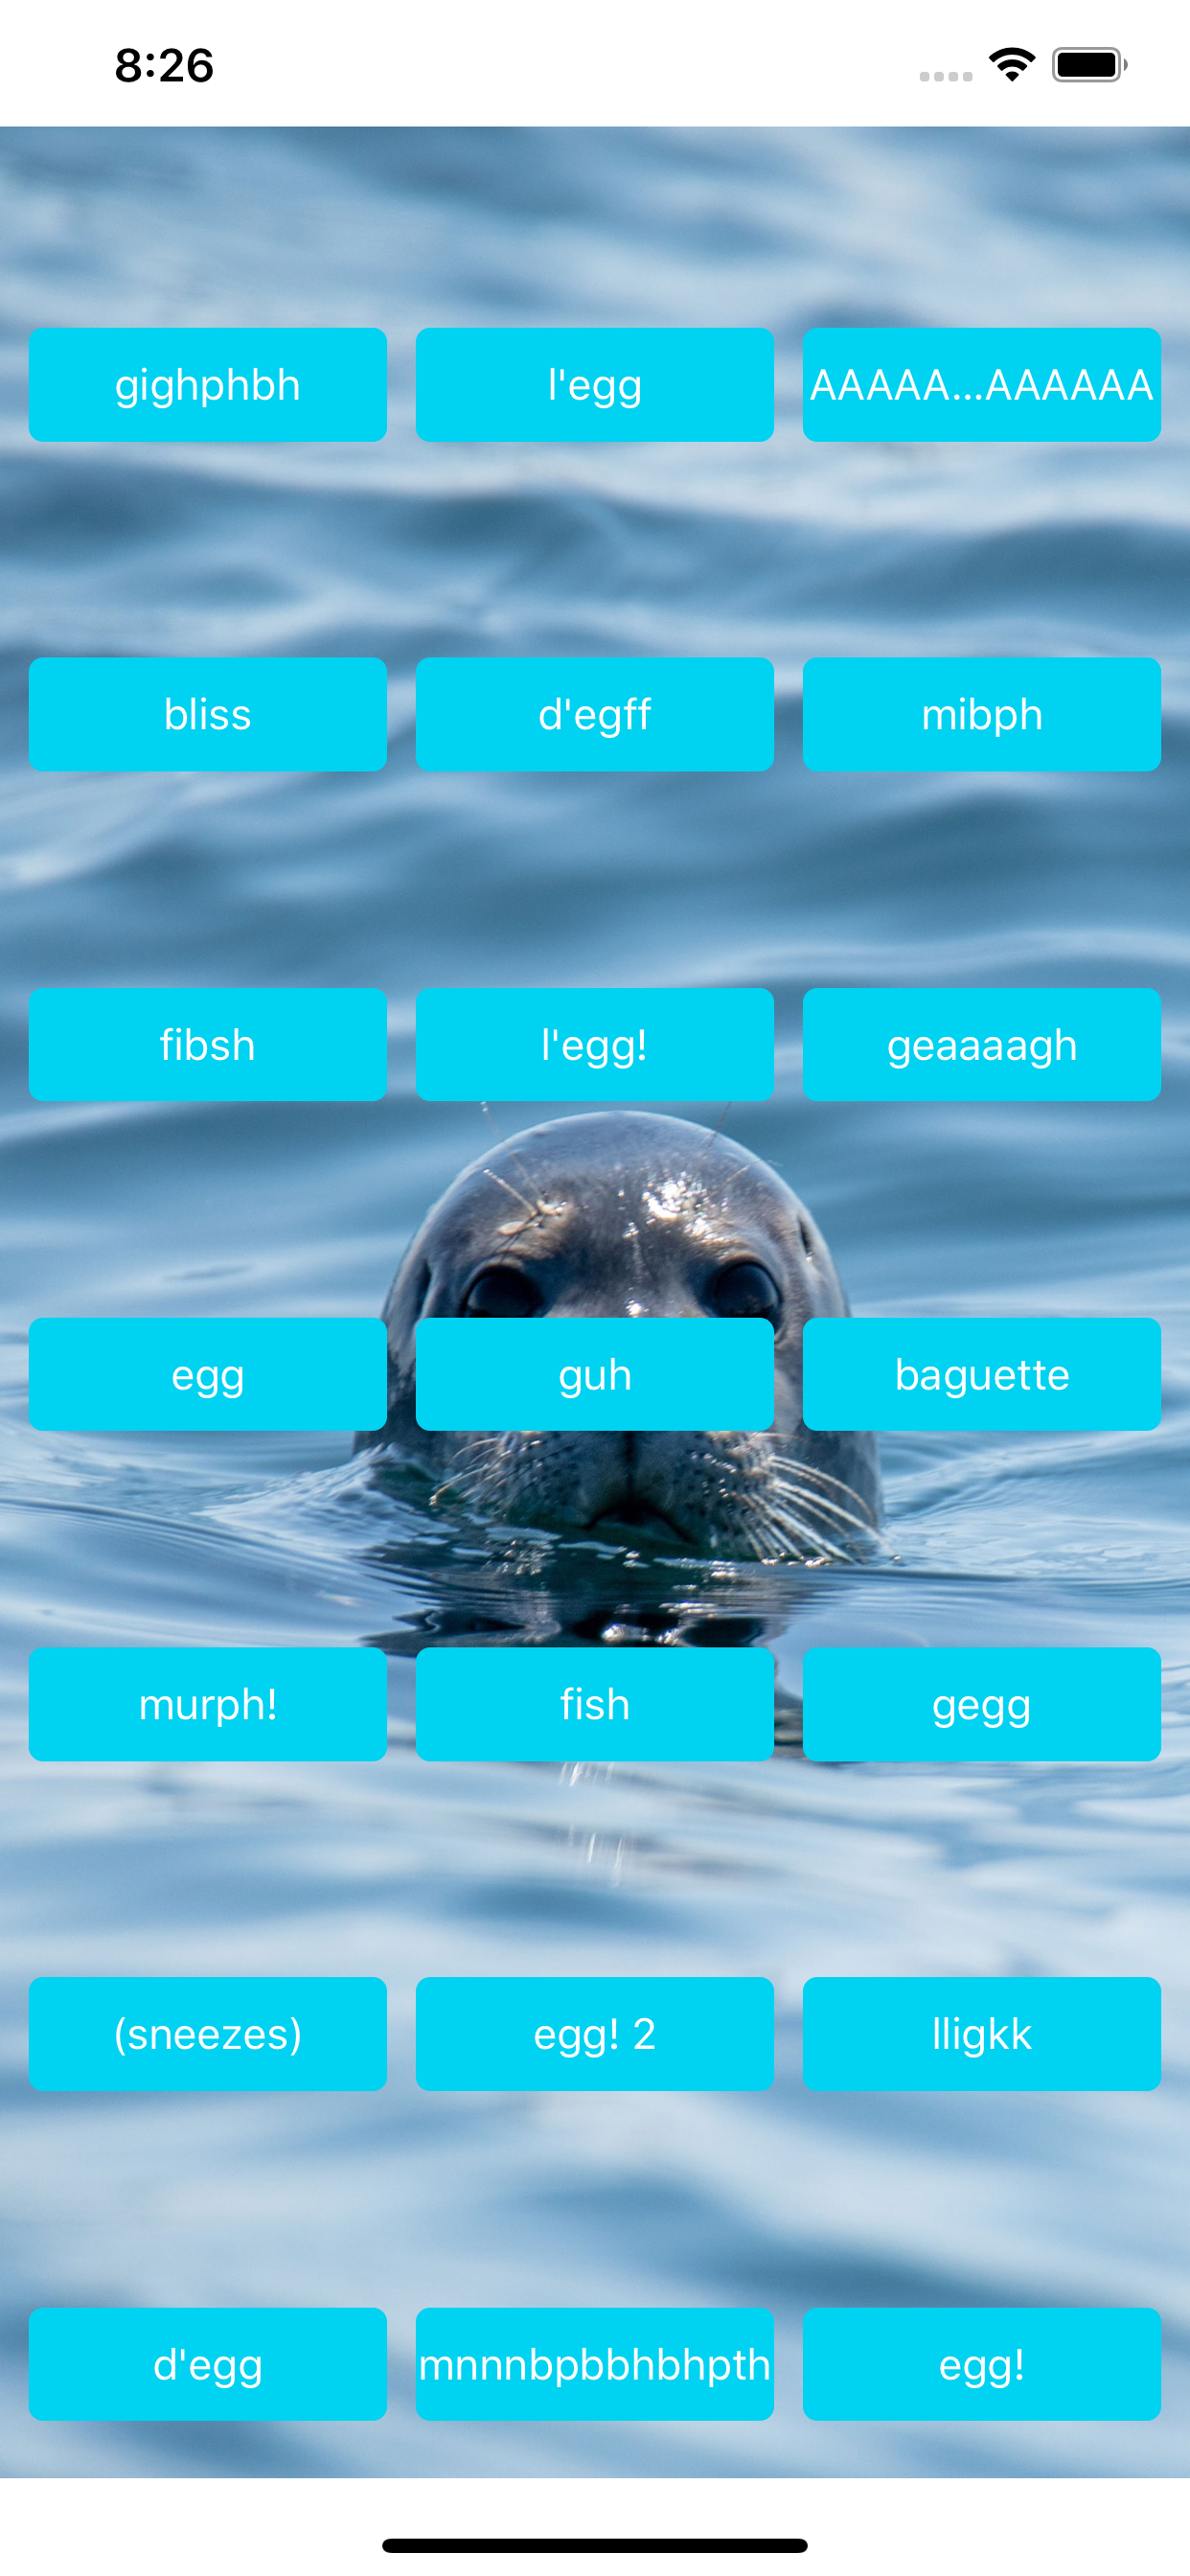 8:26
gighphbh l'egg AAAAA...AAAAAA
bliss d'egff mibph
fibsh l'egg! geaaaagh
egg guh baguette
murph! fish gegg
(sneezes) egg! 2 lligkk
d'egg mnnnbpbbhbhpth egg!